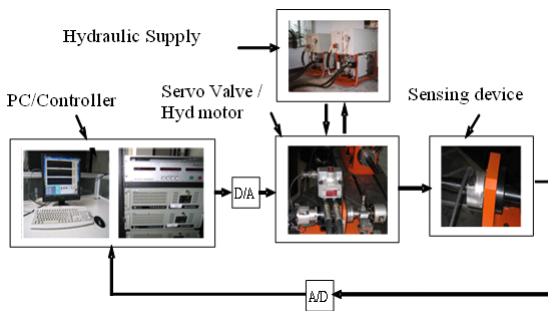 Hydraulic Supply
Servo Valve /
Hyd motor
PC/Controller
Sensing device
D/A
A/D